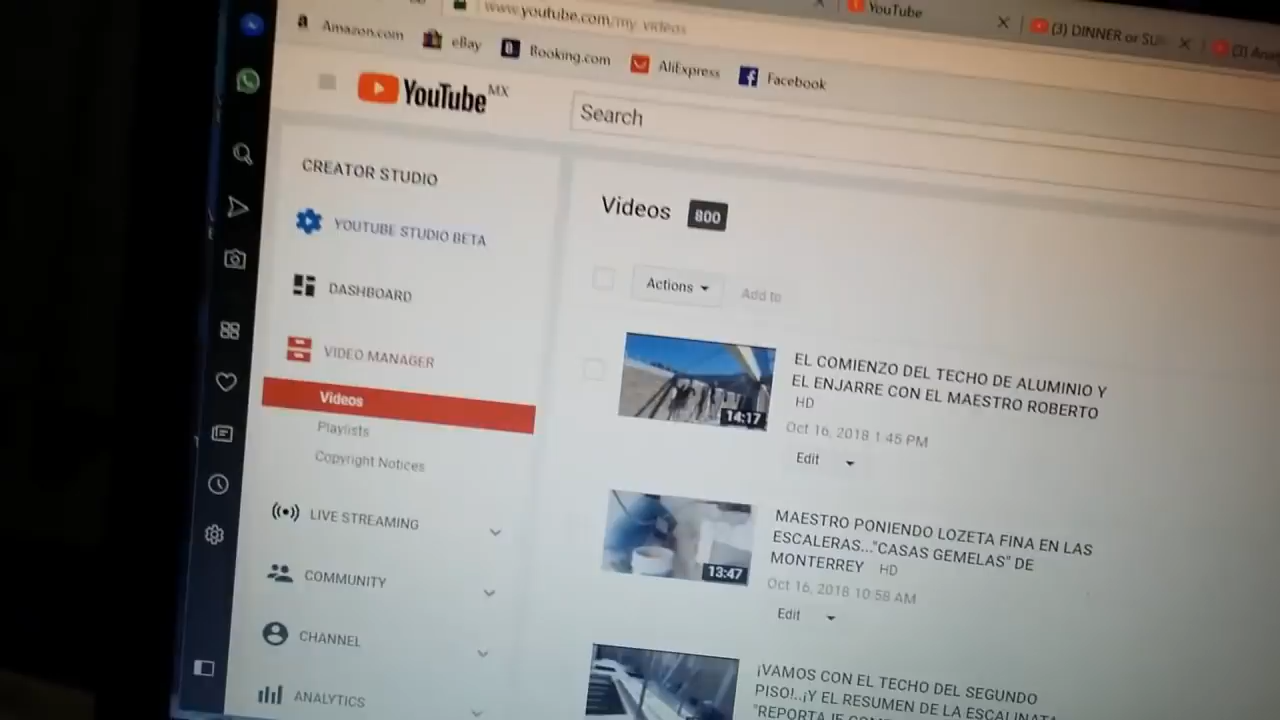 YouTube
(3) DINNER or
www.youtube.com/my_videos
Amazon.com
eBay
Booking.com
AliExpress
Facebook
YouTube MX
Search
CREATOR STUDIO
YOUTUBE STUDIO BETA
DASHBOARD
VIDEO MANAGER
Videos
Playlists
Copyright Notices
LIVE STREAMING
COMMUNITY
CHANNEL
ANALYTICS
Videos 800
Actions
Add to
14:17
EL COMIENZO DEL TECHO DE ALUMINIO Y
EL ENJARRE CON EL MAESTRO ROBERTO
HD
Oct 16, 2018 1:45 PM
Edit
13:47
MAESTRO PONIENDO LOZETA FINA EN LAS
ESCALERAS..."CASAS GEMELAS" DE
MONTERREY HD
Oct 16, 2018 10:58 AM
Edit
¡VAMOS CON EL TECHO DEL SEGUNDO
PISO!..¡Y EL RESUMEN DE LA ESCALINATA